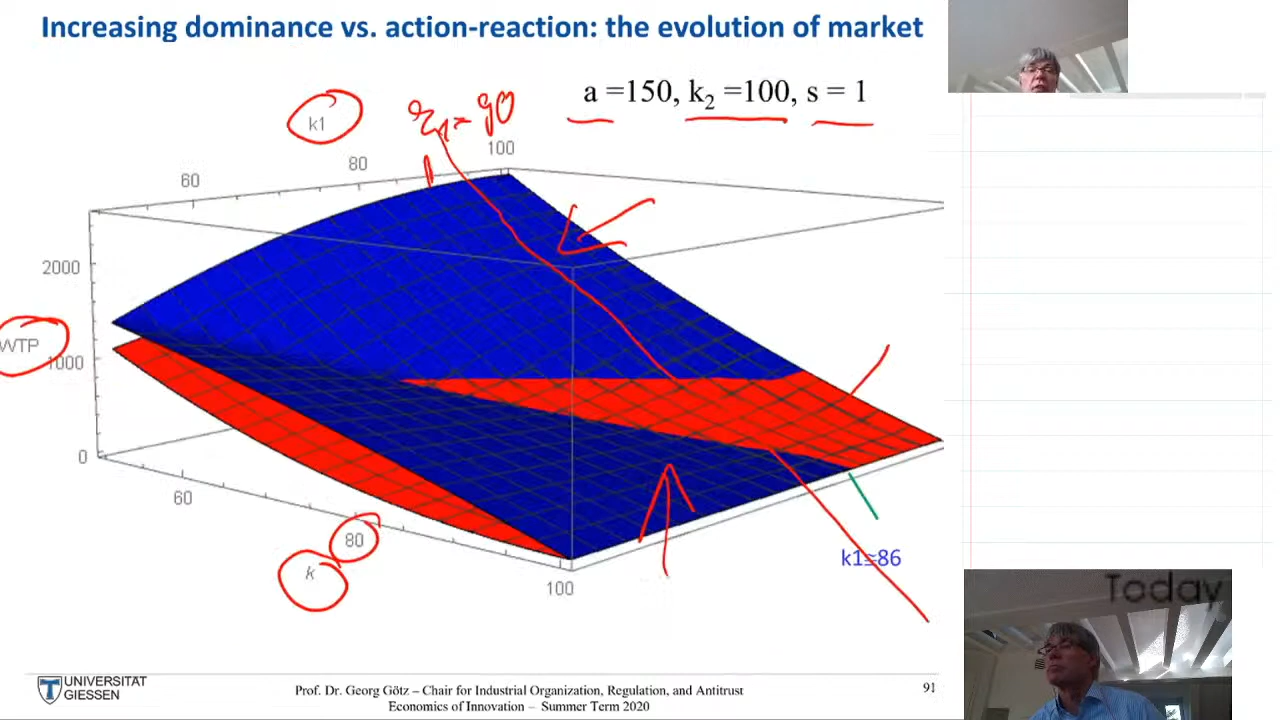 Increasing dominance vs. action-reaction: the evolution of market
a =150, k2 =100, s = 1
k1
= 90
100
80
60
2000
WTP
1000
0
60
80
k
100
k1≅86
Today
UNIVERSITAT
GIESSEN
Prof. Dr. Georg Götz – Chair for Industrial Organization, Regulation, and Antitrust
Economics of Innovation – Summer Term 2020
91